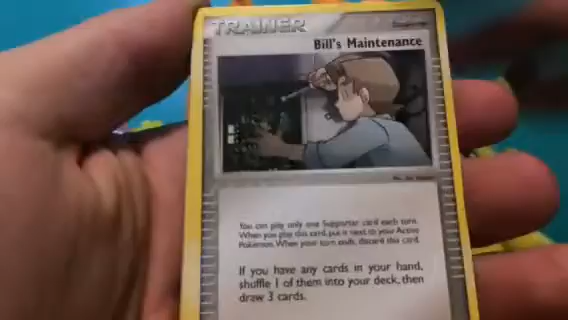 TRAINER
Supporter
Bill's Maintenance
You can play only one Supporter card each turn.
When you play this card, put it next to your Active
Pokémon. When your turn ends, discard this card.
If you have any cards in your hand,
shuffle 1 of them into your deck, then
draw 3 cards.